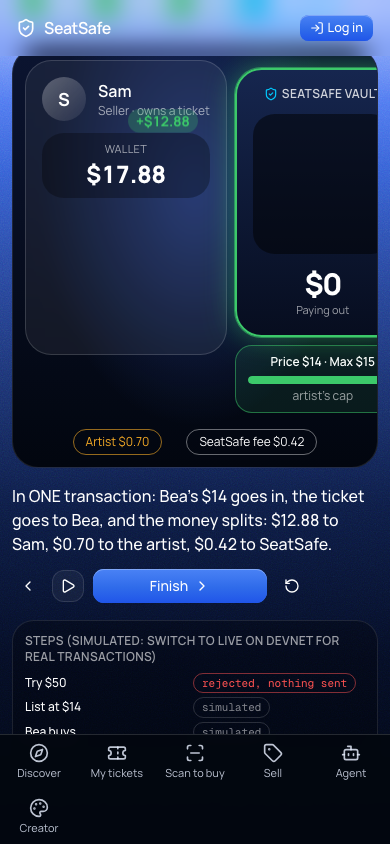 SeatSafe
Log in
S
Sam
Seller · owns a ticket
+$12.88
WALLET
$17.88
SEATSAFE VAULT
$0
Paying out
Price $14 · Max $15
artist's cap
Artist $0.70
SeatSafe fee $0.42
In ONE transaction: Bea's $14 goes in, the ticket
goes to Bea, and the money splits: $12.88 to
Sam, $0.70 to the artist, $0.42 to SeatSafe.
Finish
STEPS (SIMULATED: SWITCH TO LIVE ON DEVNET FOR
REAL TRANSACTIONS)
Try $50
rejected, nothing sent
List at $14
simulated
Bea buys
simulated
Discover
My tickets
Scan to buy
Sell
Agent
Creator